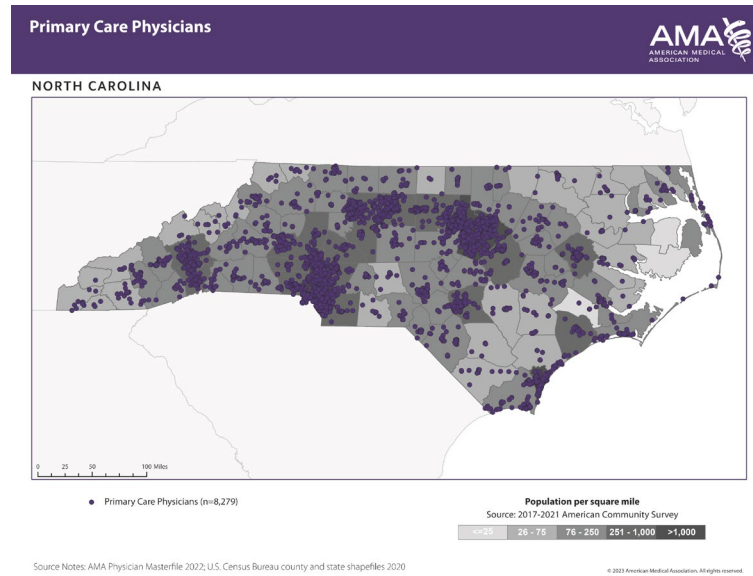 Primary Care Physicians
AMA
AMERICAN MEDICAL
ASSOCIATION
NORTH CAROLINA
0 25 50 100 Miles
Primary Care Physicians (n=8,279)
Population per square mile
Source: 2017-2021 American Community Survey
<=25 26 - 75 76 - 250 251 - 1,000 >1,000
Source Notes: AMA Physician Masterfile 2022; U.S. Census Bureau county and state shapefiles 2020
© 2023 American Medical Association. All rights reserved.